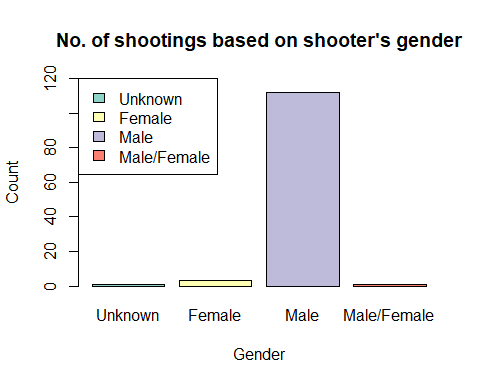 No. of shootings based on shooter's gender
Unknown
Female
Male
Male/Female
Count
120
80
60
40
20
0
Unknown Female Male Male/Female
Gender